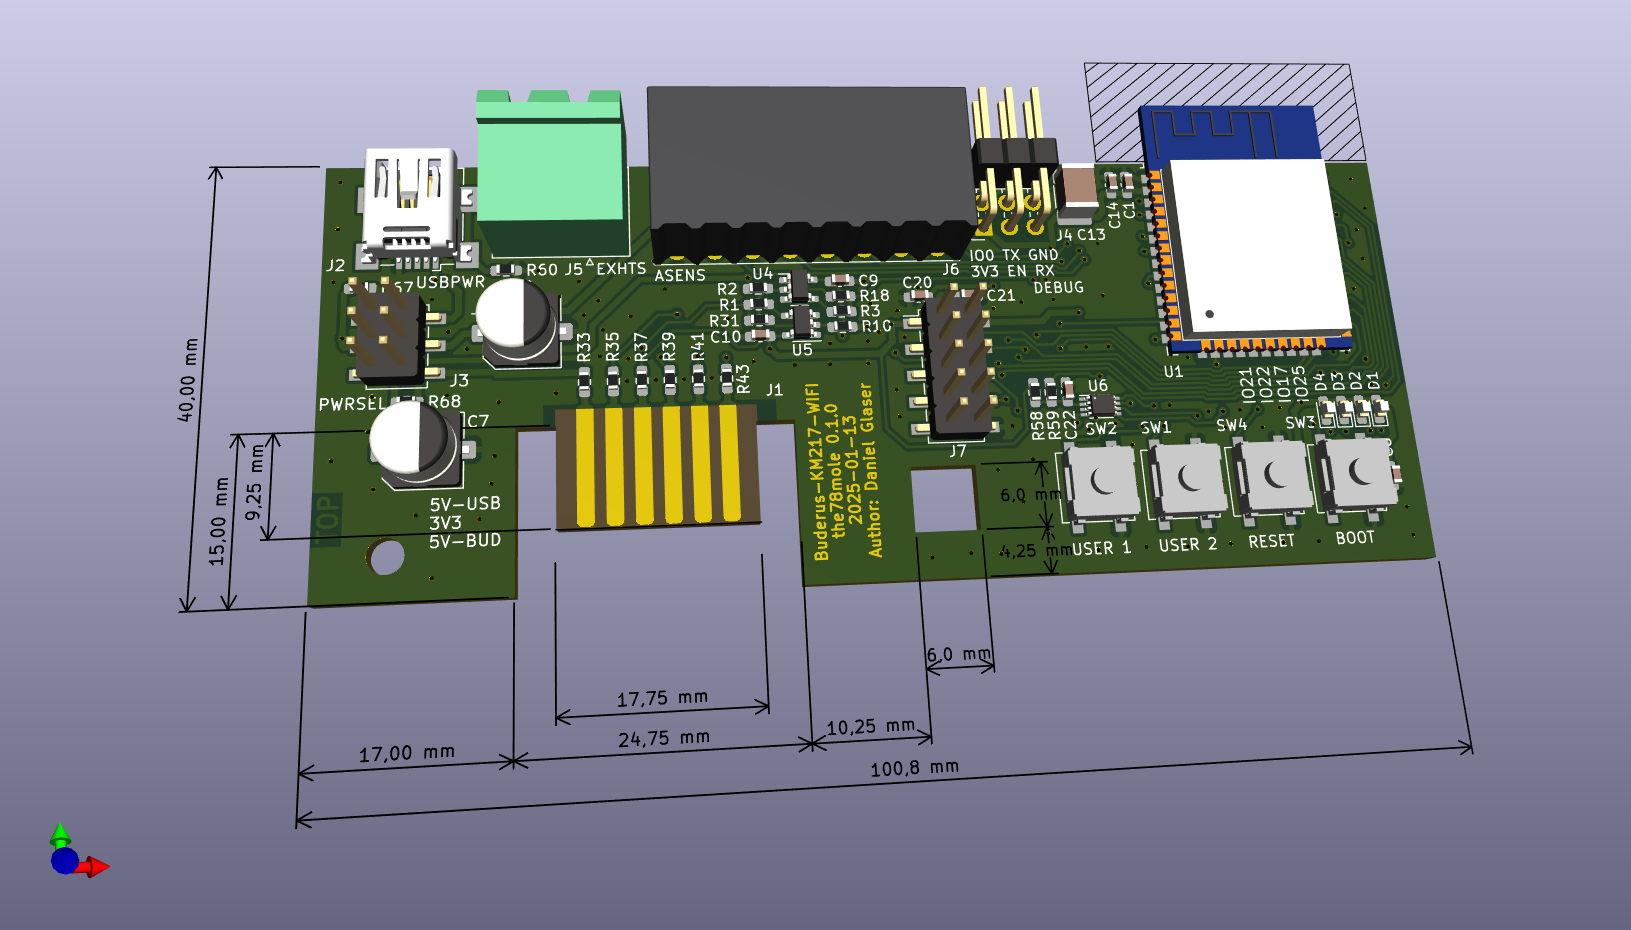 J2
USBPWR
R60
J5
EXHTS
ASENS
U4
J6
IO0 TX GND
3V3 EN RX
DEBUG
J4
C13
C14
C1
R2
R1
R31
C10
U5
C9
R18
R3
R10
C20
C21
R33
R35
R37
R39
R41
R43
J1
J3
PWRSEL
R68
C7
U1
IO21
IO22
IO17
IO25
D4
D3
D2
D1
R58
R59
C22
U6
SW2
SW1
SW4
SW3
J7
TOP
5V-USB
3V3
5V-BUD
Buderus-KM217-WIFI
the78mole 0.1.0
2025-01-13
Author: Daniel Glaser
USER 1
USER 2
RESET
BOOT
40,00 mm
15,00 mm
9,25 mm
6,0 mm
4,25 mm
6,0 mm
17,75 mm
10,25 mm
24,75 mm
17,00 mm
100,8 mm